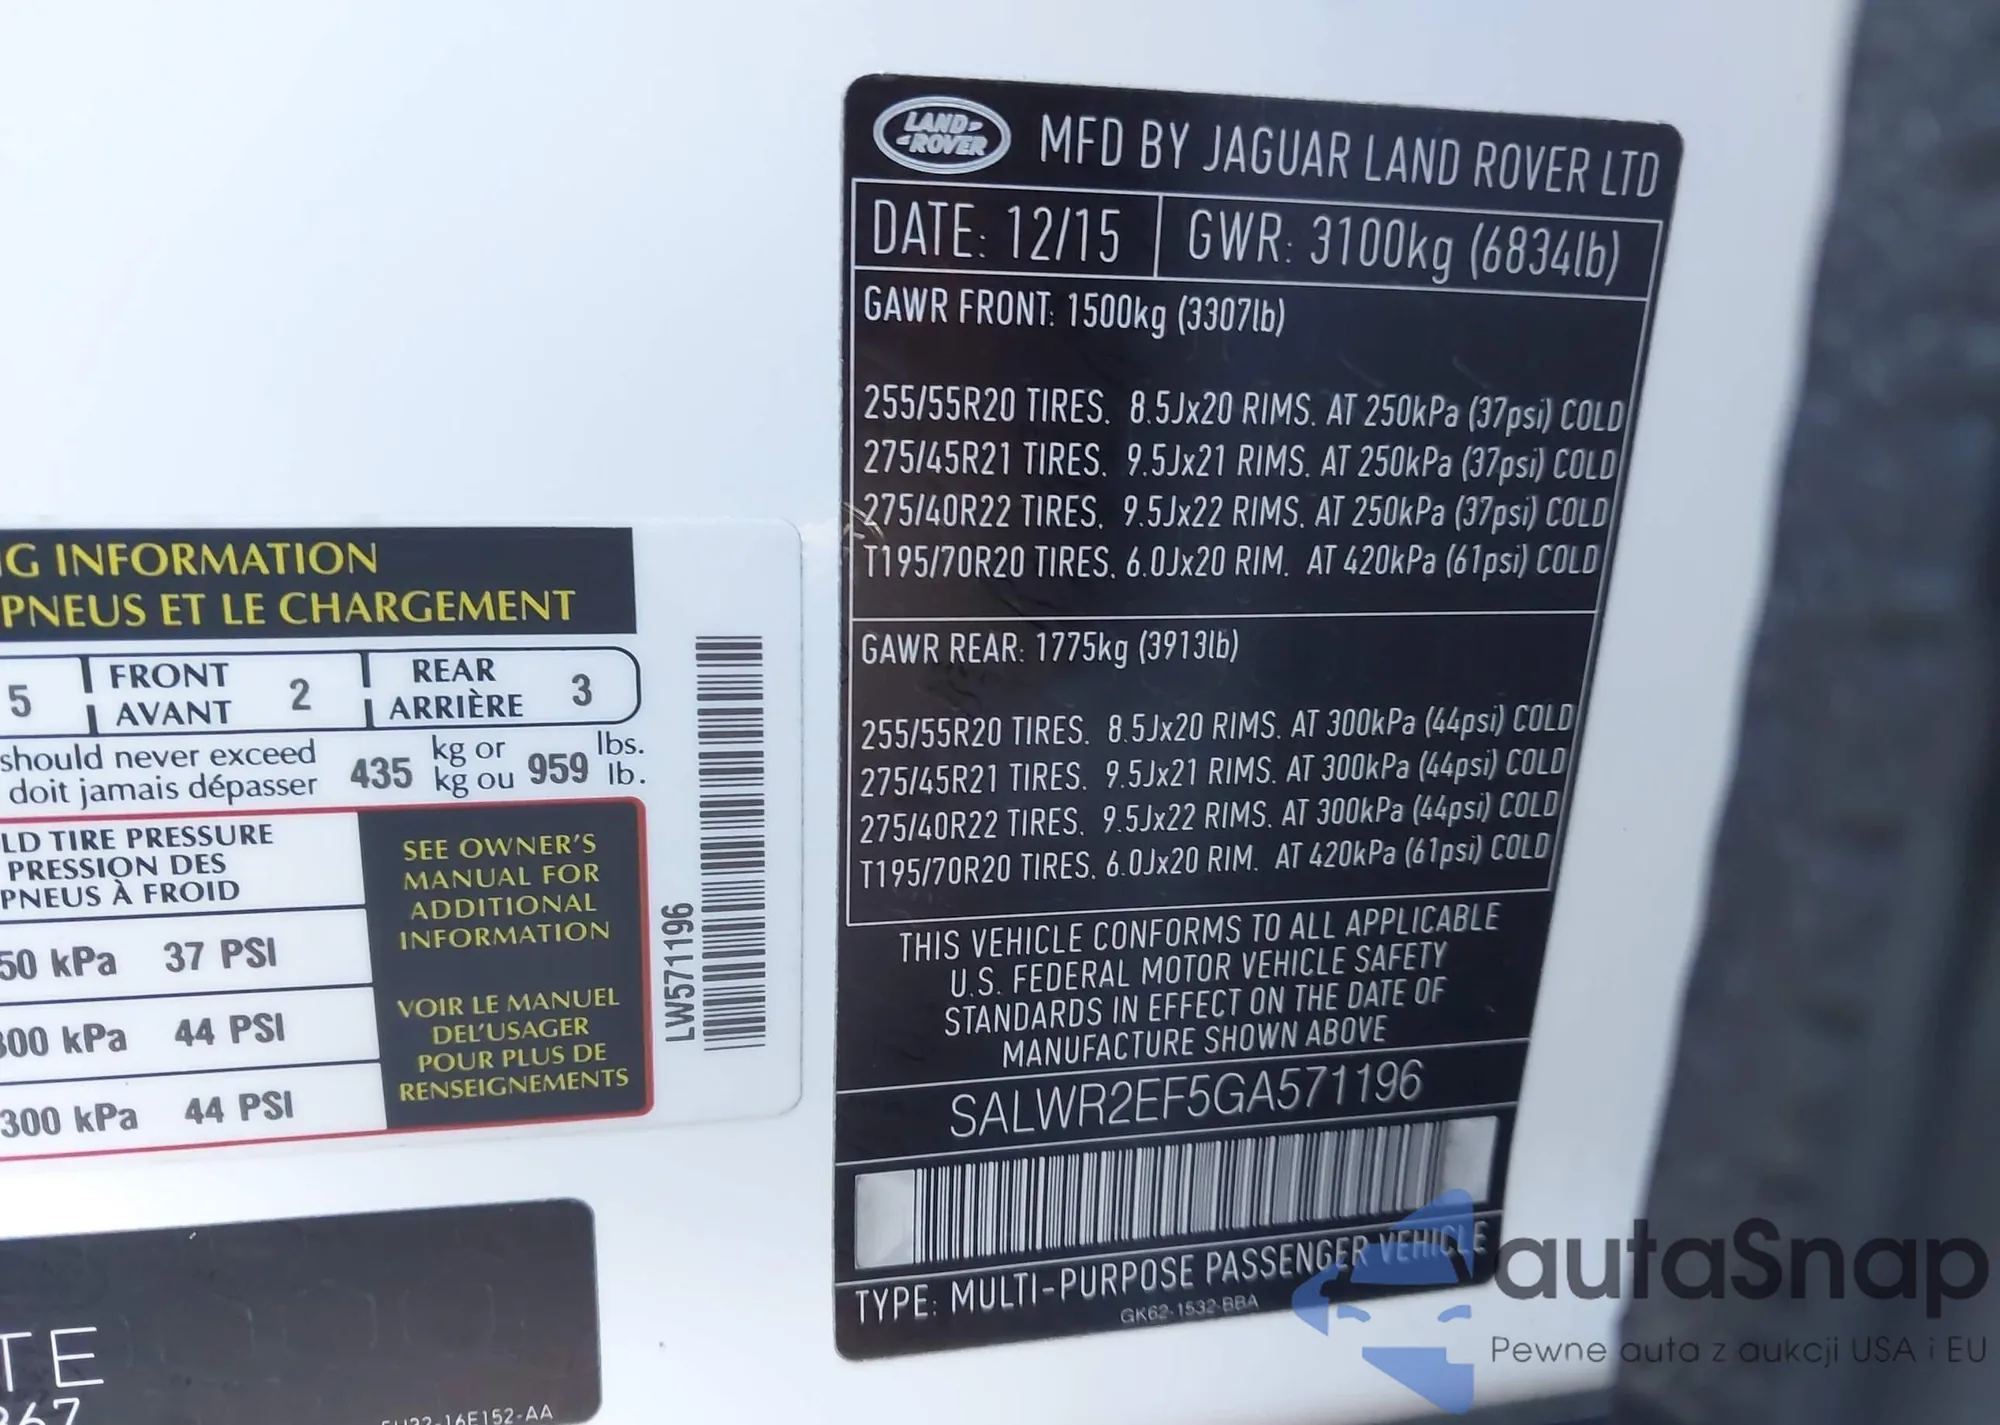 G INFORMATION
PNEUS ET LE CHARGEMENT
5 FRONT AVANT 2 REAR ARRIÈRE 3
should never exceed
doit jamais dépasser
435 kg or kg ou 959 lbs. lb.
LD TIRE PRESSURE
PRESSION DES
PNEUS À FROID
50 kPa 37 PSI
300 kPa 44 PSI
300 kPa 44 PSI
SEE OWNER'S
MANUAL FOR
ADDITIONAL
INFORMATION
VOIR LE MANUEL
DEL'USAGER
POUR PLUS DE
RENSEIGNEMENTS
LW571196
TE
867
16E152-AA
LAND ROVER
MFD BY JAGUAR LAND ROVER LTD
DATE: 12/15 GWR: 3100kg (6834lb)
GAWR FRONT: 1500kg (3307lb)
255/55R20 TIRES. 8.5Jx20 RIMS. AT 250kPa (37psi) COLD
275/45R21 TIRES. 9.5Jx21 RIMS. AT 250kPa (37psi) COLD
275/40R22 TIRES. 9.5Jx22 RIMS. AT 250kPa (37psi) COLD
T195/70R20 TIRES. 6.0Jx20 RIM. AT 420kPa (61psi) COLD
GAWR REAR: 1775kg (3913lb)
255/55R20 TIRES. 8.5Jx20 RIMS. AT 300kPa (44psi) COLD
275/45R21 TIRES. 9.5Jx21 RIMS. AT 300kPa (44psi) COLD
275/40R22 TIRES. 9.5Jx22 RIMS. AT 300kPa (44psi) COLD
T195/70R20 TIRES. 6.0Jx20 RIM. AT 420kPa (61psi) COLD
THIS VEHICLE CONFORMS TO ALL APPLICABLE
U.S. FEDERAL MOTOR VEHICLE SAFETY
STANDARDS IN EFFECT ON THE DATE OF
MANUFACTURE SHOWN ABOVE
SALWR2EF5GA571196
TYPE: MULTI-PURPOSE PASSENGER VEHICLE
GK62-1532-BBA
autaSnap
Pewne auta z aukcji USA i EU